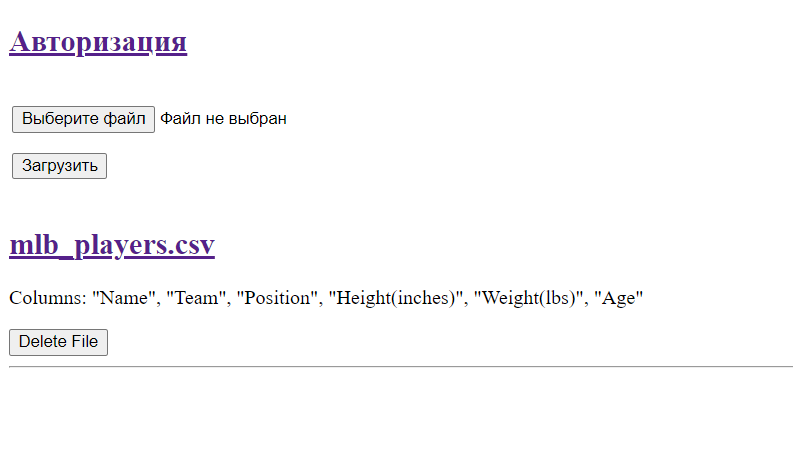 Авторизация
Выберите файл Файл не выбран
Загрузить
mlb_players.csv
Columns: "Name", "Team", "Position", "Height(inches)", "Weight(lbs)", "Age"
Delete File